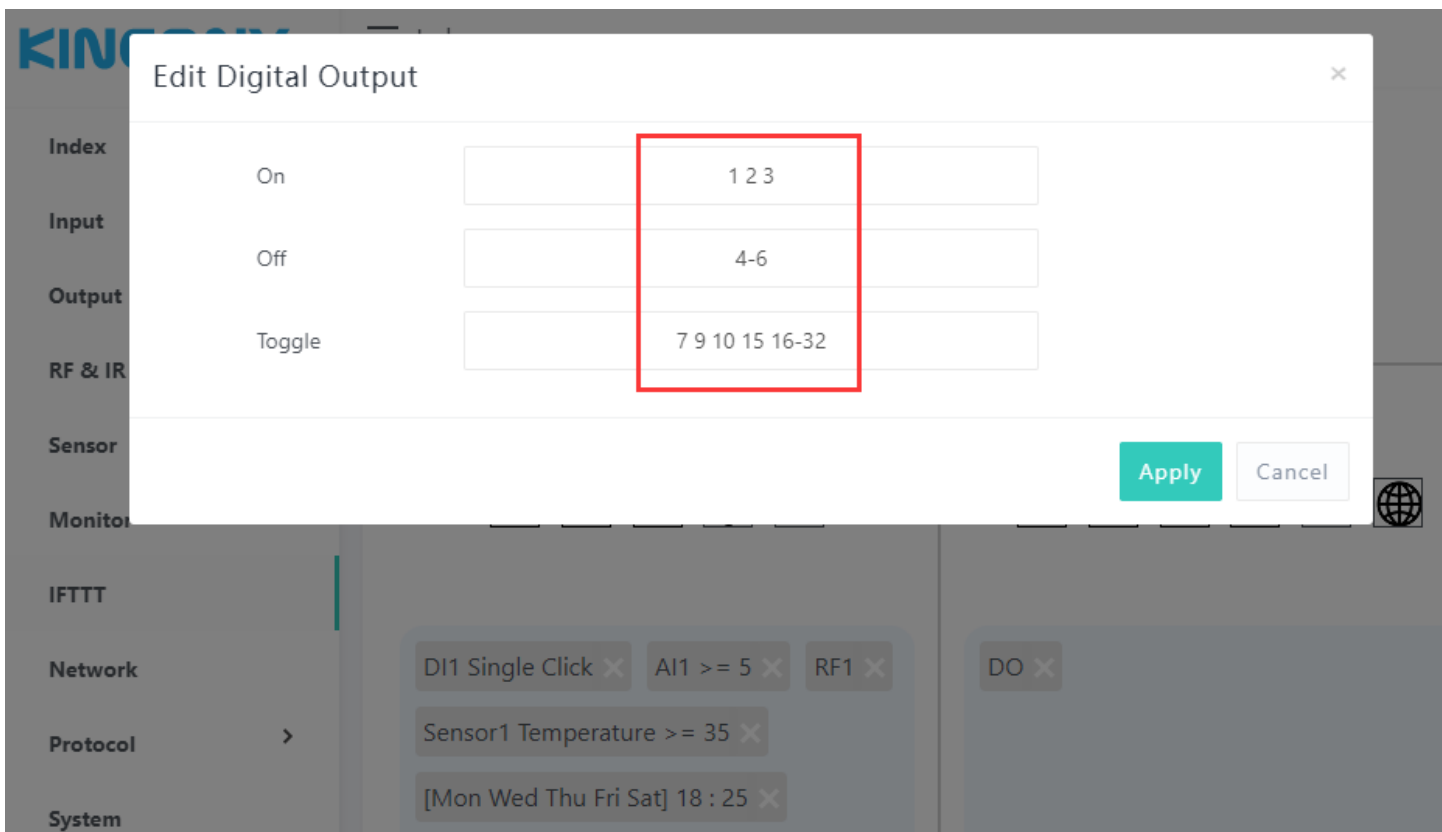 Edit Digital Output ×
On 1 2 3
Off 4-6
Toggle 7 9 10 15 16-32
Apply Cancel
Index
Input
Output
RF & IR
Sensor
Monitor
IFTTT
Network
Protocol
System
DI1 Single Click × AI1 >= 5 × RF1 ×
Sensor1 Temperature >= 35 ×
[Mon Wed Thu Fri Sat] 18 : 25 ×
DO ×